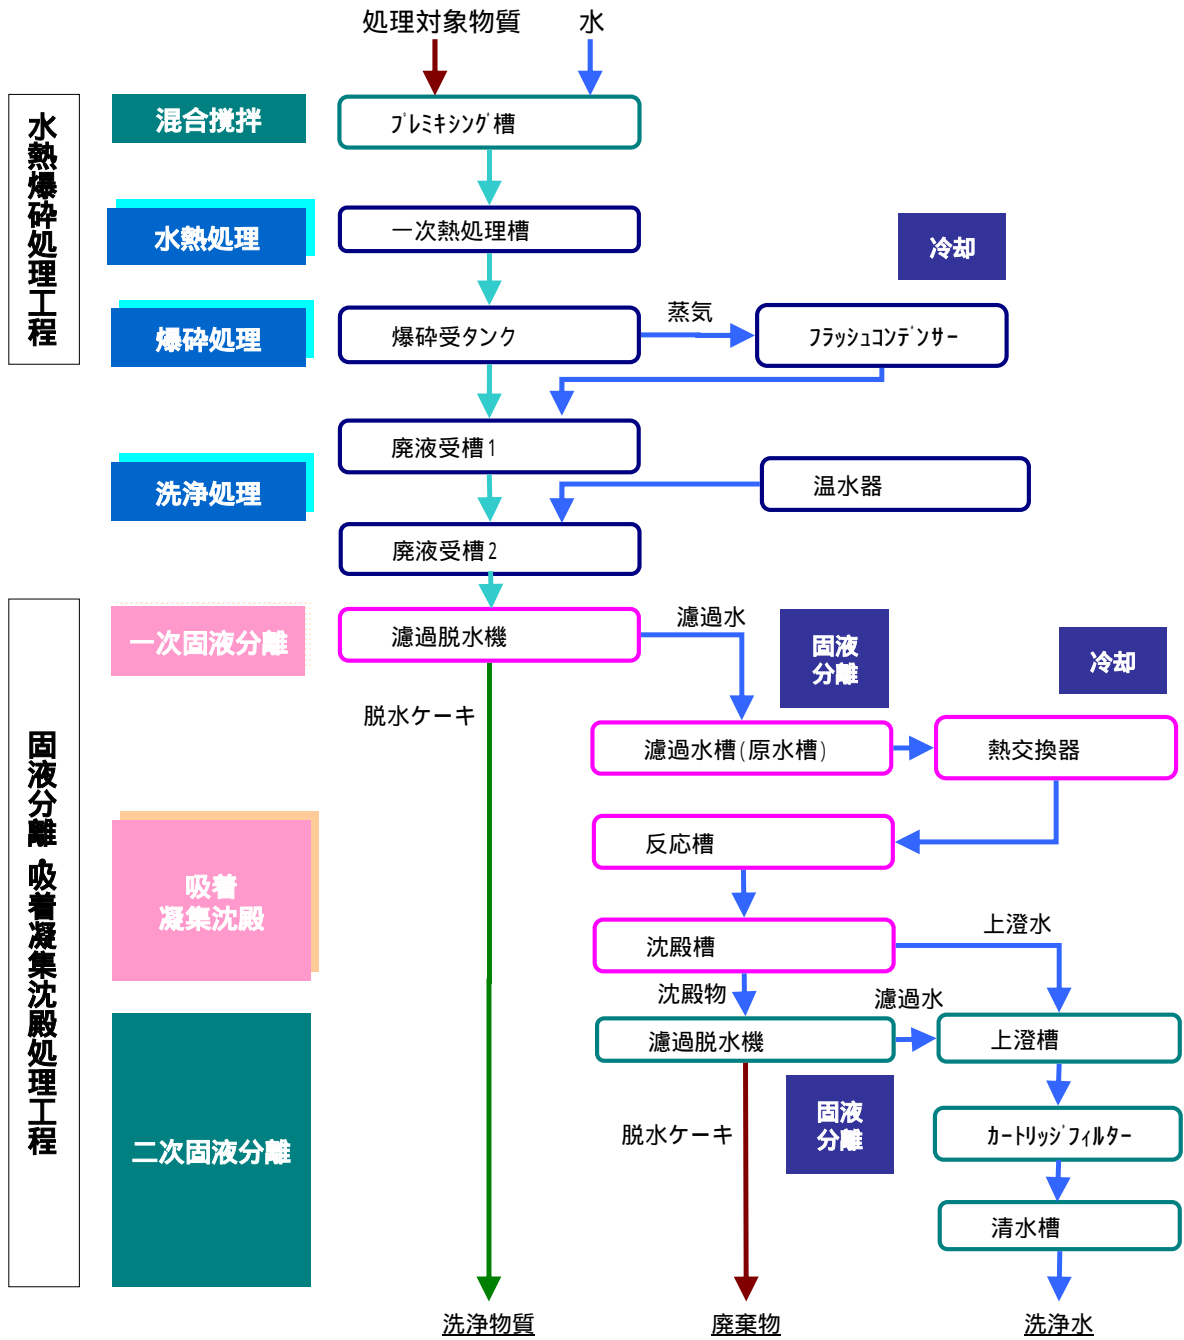 処理対象物質
水
水熱爆砕処理工程
混合攪拌
プレミキシング槽
水熱処理
一次熱処理槽
冷却
爆砕処理
爆砕受タンク
蒸気
フラッシュコンデンサー
廃液受槽1
洗浄処理
温水器
廃液受槽2
固液分離・吸着凝集沈殿処理工程
一次固液分離
濾過脱水機
濾過水
固液
分離
冷却
脱水ケーキ
濾過水槽(原水槽)
熱交換器
反応槽
吸着
凝集沈殿
沈殿槽
上澄水
沈殿物
濾過水
濾過脱水機
上澄槽
固液
分離
脱水ケーキ
カートリッジフィルター
二次固液分離
清水槽
洗浄物質
廃棄物
洗浄水